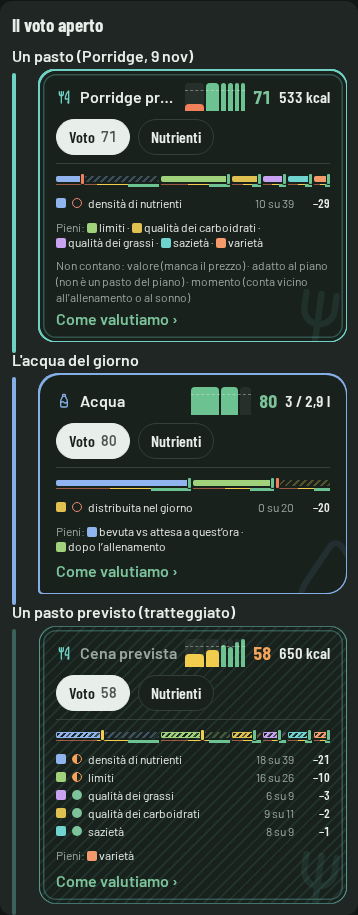 Il voto aperto
Un pasto (Porridge, 9 nov)
Porridge pr… 71 533 kcal
Voto 71 Nutrienti
densità di nutrienti 10 su 39 −29
Pieni: limiti · qualità dei carboidrati ·
qualità dei grassi · sazietà · varietà
Non contano: valore (manca il prezzo) · adatto al piano
(non è un pasto del piano) · momento (conta vicino
all'allenamento o al sonno)
Come valutiamo ›
L'acqua del giorno
Acqua 80 3 / 2,9 l
Voto 80 Nutrienti
distribuita nel giorno 0 su 20 −20
Pieni: bevuta vs attesa a quest'ora ·
dopo l'allenamento
Come valutiamo ›
Un pasto previsto (tratteggiato)
Cena prevista 58 650 kcal
Voto 58 Nutrienti
densità di nutrienti 18 su 39 −21
limiti 16 su 26 −10
qualità dei grassi 6 su 9 −3
qualità dei carboidrati 9 su 11 −2
sazietà 8 su 9 −1
Pieni: varietà
Come valutiamo ›